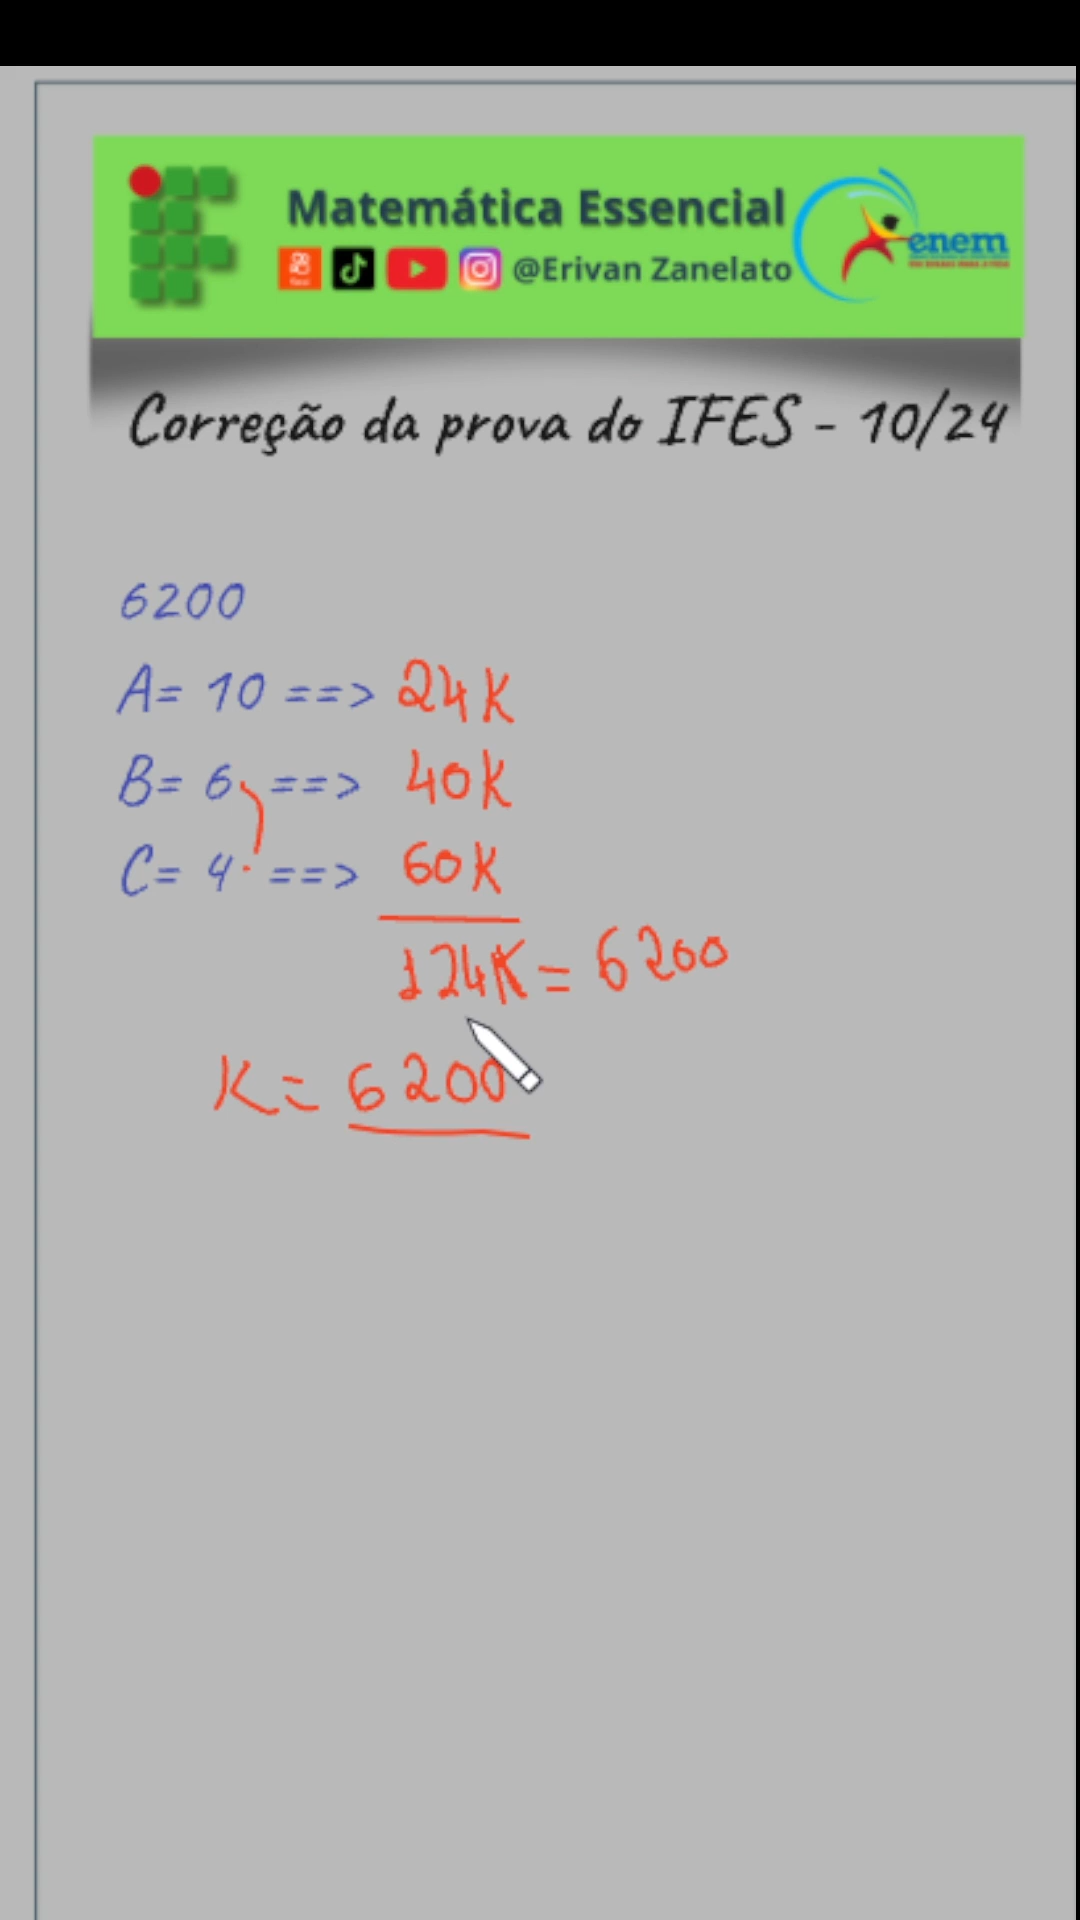 Matemática Essencial
@Erivan Zanelato
enem
Correção da prova do IFES - 10/24
6200
A= 10 ==> 24K
B= 6 ==> 40K
C= 4 ==> 60K
124K = 6200
K = 6200